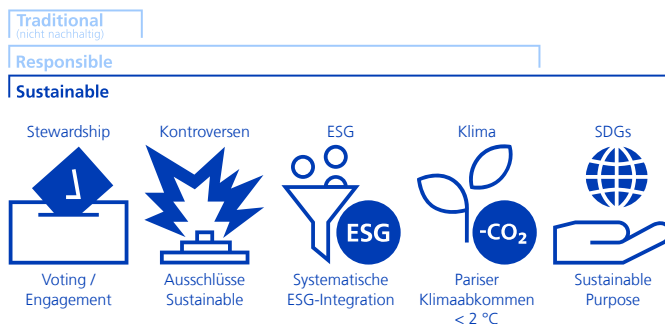 Traditional
(nicht nachhaltig)
Responsible
Sustainable
Stewardship
Kontroversen
ESG
Klima
SDGs
ESG
-CO₂
Voting /
Engagement
Ausschlüsse
Sustainable
Systematische
ESG-Integration
Pariser
Klimaabkommen
< 2 °C
Sustainable
Purpose